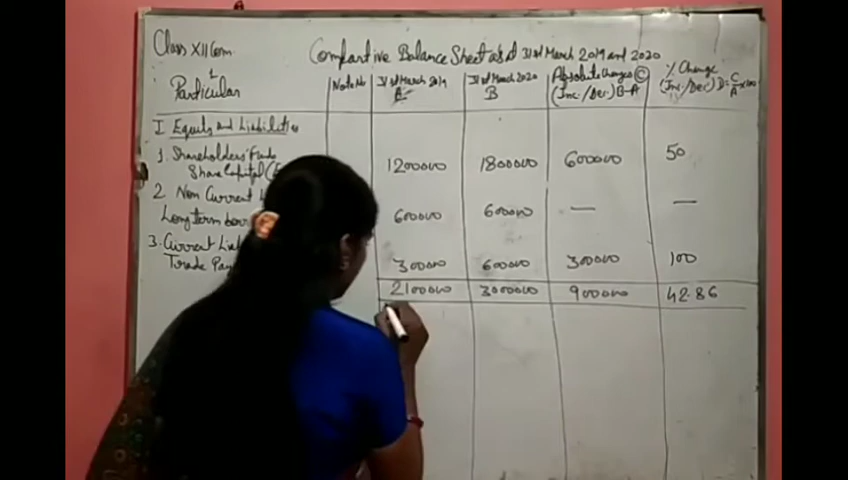 Class XII Com.
Comparative Balance Sheet as at 31st March 2019 and 2020
Particular Note No 31st March 2019 A 31st March 2020 B Absolute Changes (C) (Inc./Dec.) B-A % Change (Inc./Dec.) D=C/A×100
I Equity and Liabilities
1. Shareholders' Funds
Share Capital 1200000 1800000 600000 50
2 Non Current
Long term 600000 600000 — —
3. Current
Trade 300000 600000 300000 100
2100000 3000000 900000 42.86